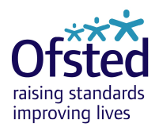 Ofsted
raising standards
improving lives